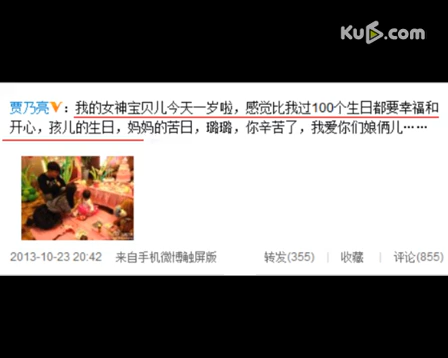 Ku6.com
贾乃亮V：我的女神宝贝儿今天一岁啦，感觉比我过100个生日都要幸福和
开心，孩儿的生日，妈妈的苦日，璐璐，你辛苦了，我爱你们娘俩儿……
2013-10-23 20:42 来自手机微博触屏版 转发(355) | 收藏 | 评论(855)